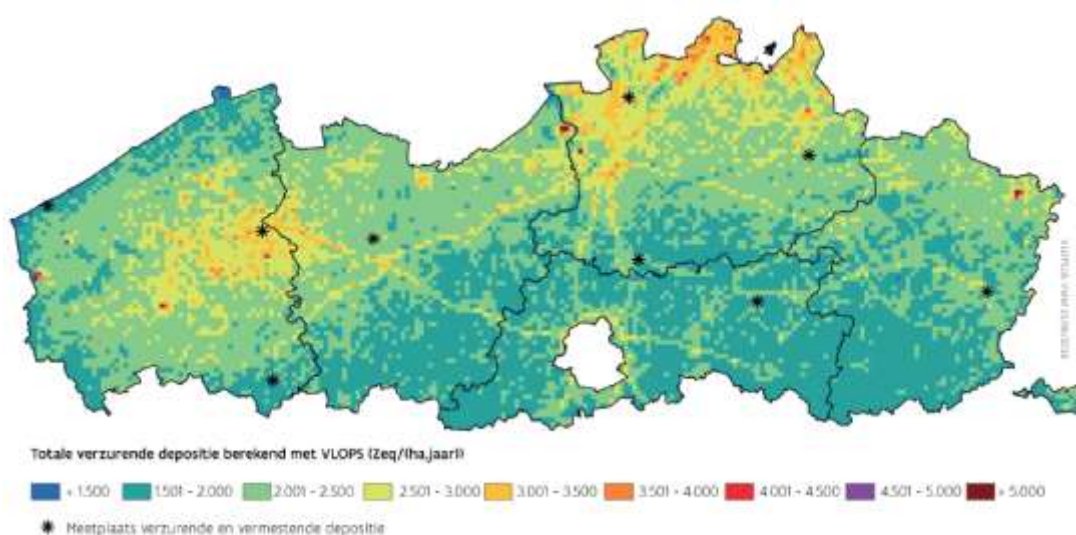 Totale verzurende depositie berekend met VLOPS (Zeq/(ha.jaar))
< 1.500 1.501 - 2.000 2.001 - 2.500 2.501 - 3.000 3.001 - 3.500 3.501 - 4.000 4.001 - 4.500 4.501 - 5.000 > 5.000
Meetplaats verzurende en vermestende depositie